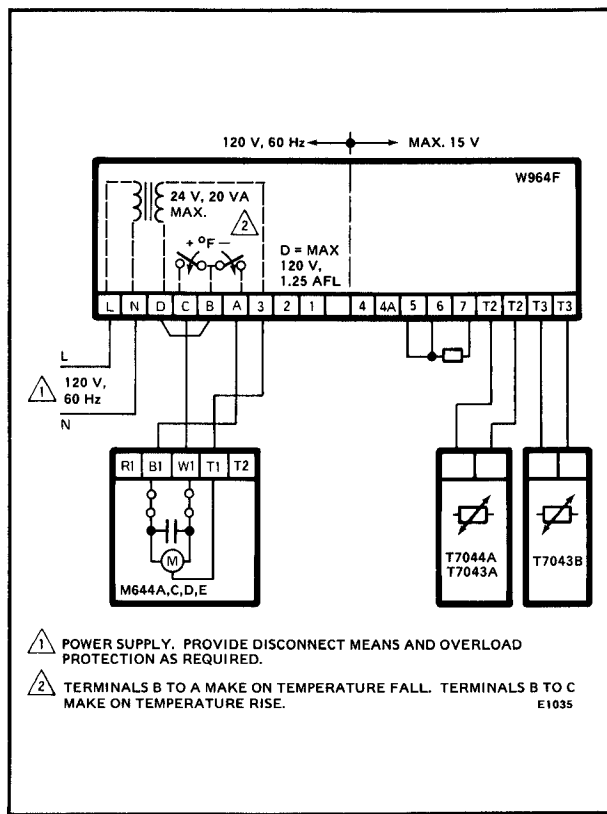 120 V, 60 Hz MAX. 15 V
W964F
24 V, 20 VA
MAX.
2
+ °F −
D = MAX
120 V,
1.25 AFL
L N D C B A 3 2 1 4 4A 5 6 7 T2 T2 T3 T3
L
1
120 V,
60 Hz
N
R1 B1 W1 T1 T2
M
M644A,C,D,E
T7044A
T7043A
T7043B
1 POWER SUPPLY. PROVIDE DISCONNECT MEANS AND OVERLOAD
PROTECTION AS REQUIRED.
2 TERMINALS B TO A MAKE ON TEMPERATURE FALL. TERMINALS B TO C
MAKE ON TEMPERATURE RISE.
E1035